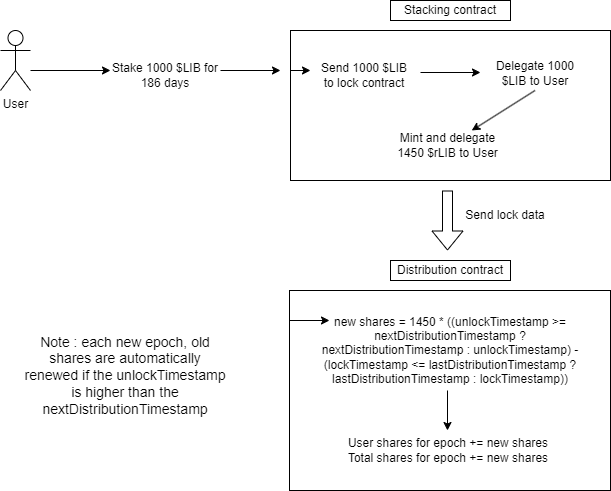 Stacking contract
User
Stake 1000 $LIB for
186 days
Send 1000 $LIB
to lock contract
Delegate 1000
$LIB to User
Mint and delegate
1450 $rLIB to User
Send lock data
Distribution contract
new shares = 1450 * ((unlockTimestamp >=
nextDistributionTimestamp ?
nextDistributionTimestamp : unlockTimestamp) -
(lockTimestamp <= lastDistributionTimestamp ?
lastDistributionTimestamp : lockTimestamp))
Note : each new epoch, old
shares are automatically
renewed if the unlockTimestamp
is higher than the
nextDistributionTimestamp
User shares for epoch += new shares
Total shares for epoch += new shares